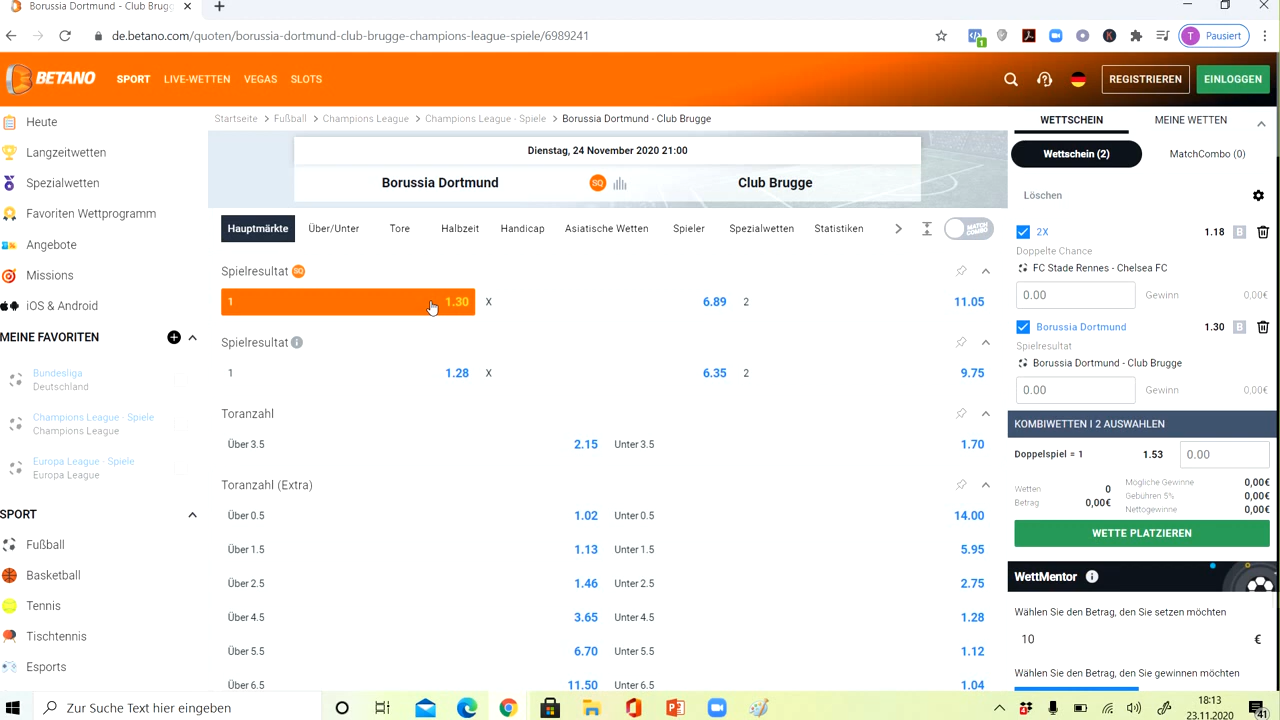 Borussia Dortmund - Club Brugg
de.betano.com/quoten/borussia-dortmund-club-brugge-champions-league-spiele/6989241
1
T Pausiert
BETANO
SPORT
LIVE-WETTEN
VEGAS
SLOTS
REGISTRIEREN
EINLOGGEN
Heute
Langzeitwetten
Spezialwetten
Favoriten Wettprogramm
Angebote
Missions
iOS & Android
MEINE FAVORITEN
Bundesliga
Deutschland
Champions League - Spiele
Champions League
Europa League - Spiele
Europa League
SPORT
Fußball
Basketball
Tennis
Tischtennis
Esports
Startseite > Fußball > Champions League > Champions League - Spiele > Borussia Dortmund - Club Brugge
Dienstag, 24 November 2020 21:00
Borussia Dortmund SQ Club Brugge
Hauptmärkte
Über/Unter
Tore
Halbzeit
Handicap
Asiatische Wetten
Spieler
Spezialwetten
Statistiken
MATCH COMBO
Spielresultat SQ
1 1.30 X 6.89 2 11.05
Spielresultat
1 1.28 X 6.35 2 9.75
Toranzahl
Über 3.5 2.15 Unter 3.5 1.70
Toranzahl (Extra)
Über 0.5 1.02 Unter 0.5 14.00
Über 1.5 1.13 Unter 1.5 5.95
Über 2.5 1.46 Unter 2.5 2.75
Über 4.5 3.65 Unter 4.5 1.28
Über 5.5 6.70 Unter 5.5 1.12
Über 6.5 11.50 Unter 6.5 1.04
WETTSCHEIN
MEINE WETTEN
Wettschein (2)
MatchCombo (0)
Löschen
2X 1.18 B
Doppelte Chance
FC Stade Rennes - Chelsea FC
0.00 Gewinn 0,00€
Borussia Dortmund 1.30 B
Spielresultat
Borussia Dortmund - Club Brugge
0.00 Gewinn 0,00€
KOMBIWETTEN | 2 AUSWAHLEN
Doppelspiel = 1 1.53 0.00
Wetten 0
Betrag 0,00€
Mögliche Gewinne 0,00€
Gebühren 5% 0,00€
Nettogewinne 0,00€
WETTE PLATZIEREN
WettMentor
Wählen Sie den Betrag, den Sie setzen möchten
10 €
Wählen Sie den Betrag, den Sie gewinnen möchten
Zur Suche Text hier eingeben
18:13
23.11.2020
41